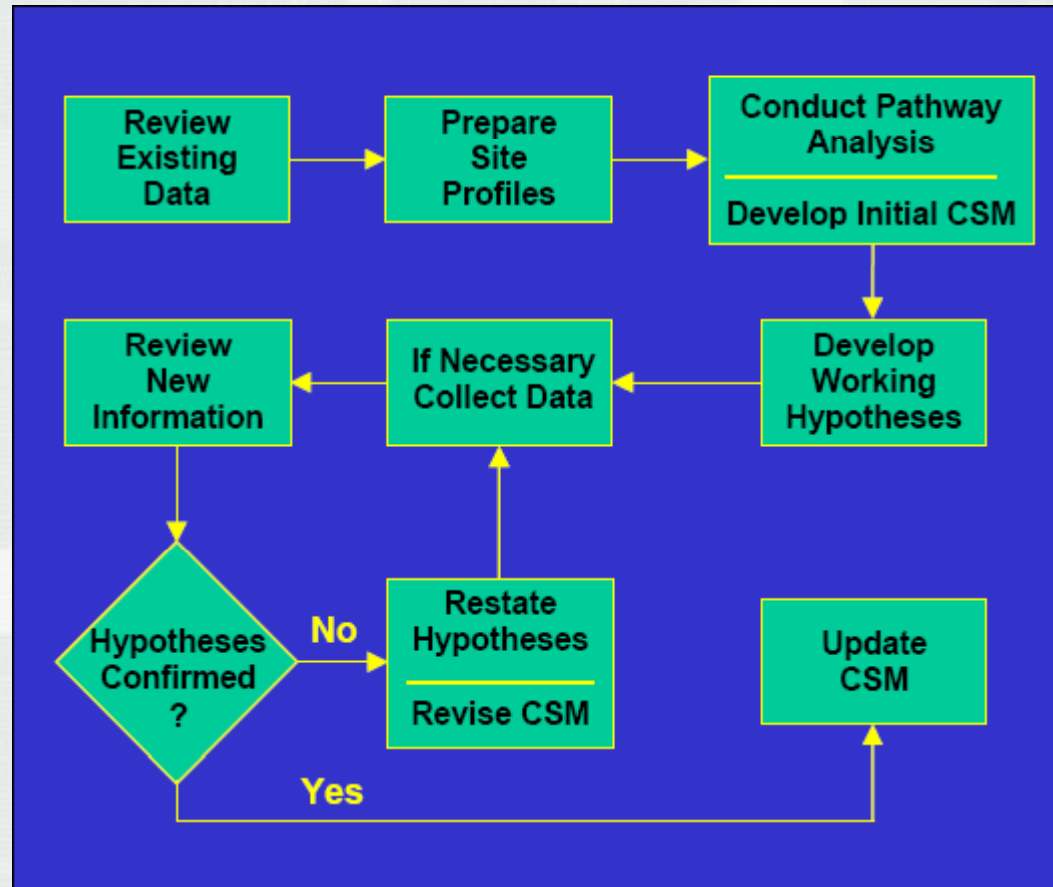 Review
Existing
Data
Prepare
Site
Profiles
Conduct Pathway
Analysis
Develop Initial CSM
Review
New
Information
If Necessary
Collect Data
Develop
Working
Hypotheses
Hypotheses
Confirmed
?
No
Restate
Hypotheses
Revise CSM
Update
CSM
Yes